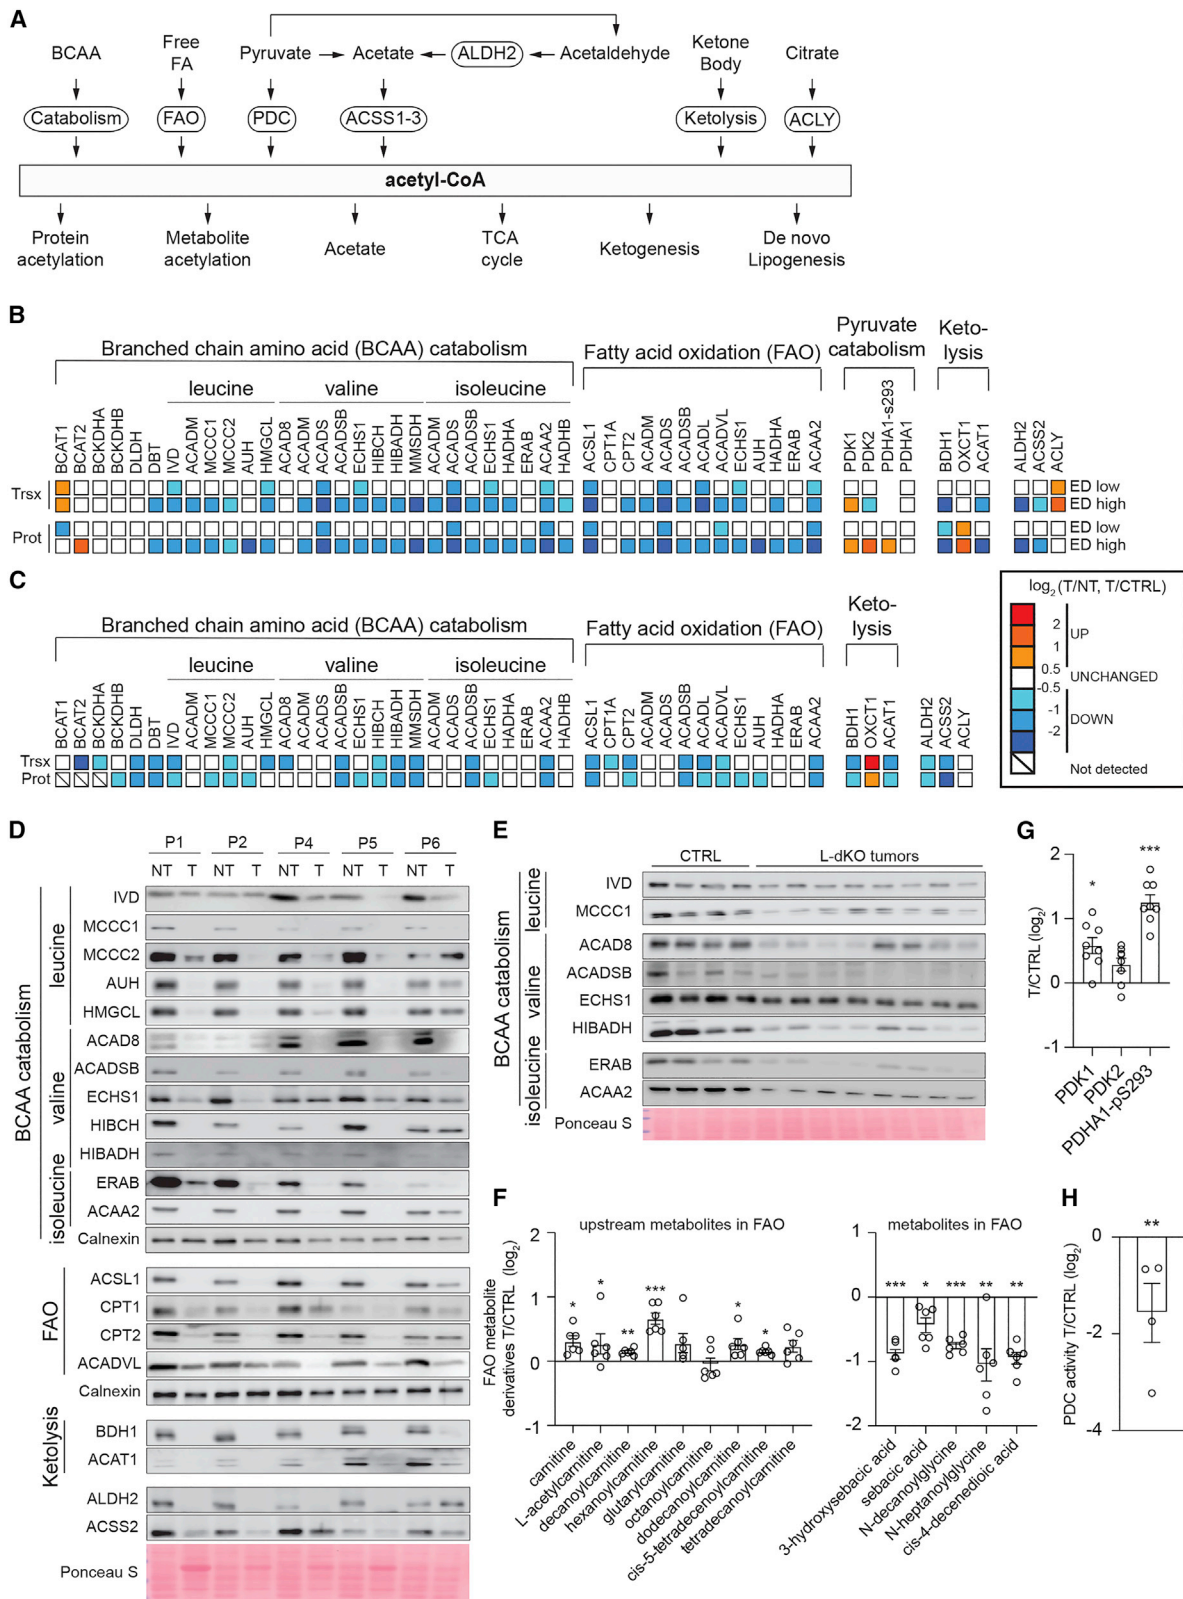 A
BCAA
Free
FA
Pyruvate
Acetate
ALDH2
Acetaldehyde
Ketone
Body
Citrate
Catabolism
FAO
PDC
ACSS1-3
Ketolysis
ACLY
acetyl-CoA
Protein
acetylation
Metabolite
acetylation
Acetate
TCA
cycle
Ketogenesis
De novo
Lipogenesis
B
Branched chain amino acid (BCAA) catabolism
Fatty acid oxidation (FAO)
Pyruvate
catabolism
Keto-
lysis
leucine
valine
isoleucine
BCAT1
BCAT2
BCKDHA
BCKDHB
DLDH
DBT
IVD
ACADM
MCCC1
MCCC2
AUH
HMGCL
ACAD8
ACADM
ACADS
ACADSB
ECHS1
HIBCH
HIBADH
MMSDH
ACADM
ACADS
ACADSB
ECHS1
HADHA
ERAB
ACAA2
HADHB
ACSL1
CPT1A
CPT2
ACADM
ACADS
ACADSB
ACADL
ACADVL
ECHS1
AUH
HADHA
ERAB
ACAA2
PDK1
PDK2
PDHA1-s293
PDHA1
BDH1
OXCT1
ACAT1
ALDH2
ACSS2
ACLY
Trsx
ED low
ED high
Prot
ED low
ED high
C
Branched chain amino acid (BCAA) catabolism
Fatty acid oxidation (FAO)
Keto-
lysis
leucine
valine
isoleucine
BCAT1
BCAT2
BCKDHA
BCKDHB
DLDH
DBT
IVD
ACADM
MCCC1
MCCC2
AUH
HMGCL
ACAD8
ACADM
ACADS
ACADSB
ECHS1
HIBCH
HIBADH
MMSDH
ACADM
ACADS
ACADSB
ECHS1
HADHA
ERAB
ACAA2
HADHB
ACSL1
CPT1A
CPT2
ACADM
ACADS
ACADSB
ACADL
ACADVL
ECHS1
AUH
HADHA
ERAB
ACAA2
BDH1
OXCT1
ACAT1
ALDH2
ACSS2
ACLY
Trsx
Prot
log2 (T/NT, T/CTRL)
2
1
0.5
-0.5
-1
-2
UP
UNCHANGED
DOWN
Not detected
D
P1 P2 P4 P5 P6
NT T NT T NT T NT T NT T
BCAA catabolism
leucine
IVD
MCCC1
MCCC2
AUH
HMGCL
valine
ACAD8
ACADSB
ECHS1
HIBCH
HIBADH
isoleucine
ERAB
ACAA2
Calnexin
FAO
ACSL1
CPT1
CPT2
ACADVL
Calnexin
Ketolysis
BDH1
ACAT1
ALDH2
ACSS2
Ponceau S
E
CTRL
L-dKO tumors
BCAA catabolism
leucine
IVD
MCCC1
valine
ACAD8
ACADSB
ECHS1
HIBADH
isoleucine
ERAB
ACAA2
Ponceau S
F
upstream metabolites in FAO
FAO metabolite
derivatives T/CTRL (log2)
2
1
0
-1
*
*
**
***
*
*
carnitine
L-acetylcarnitine
decanoylcarnitine
hexanoylcarnitine
glutarylcarnitine
octanoylcarnitine
dodecanoylcarnitine
cis-5-tetradecenoylcarnitine
tetradecanoylcarnitine
metabolites in FAO
1
0
-1
-2
***
*
***
**
**
3-hydroxysebacic acid
sebacic acid
N-decanoylglycine
N-heptanoylglycine
cis-4-decenedioic acid
G
T/CTRL (log2)
2
1
0
-1
*
***
PDK1
PDK2
PDHA1-pS293
H
PDC activity T/CTRL (log2)
-0
-2
-4
**